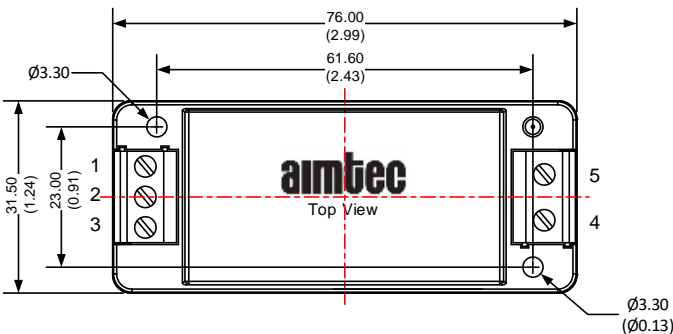 76.00
(2.99)
61.60
(2.43)
Ø3.30
31.50
(1.24)
23.00
(0.91)
1
2
3
aimtec
Top View
5
4
Ø3.30
(Ø0.13)